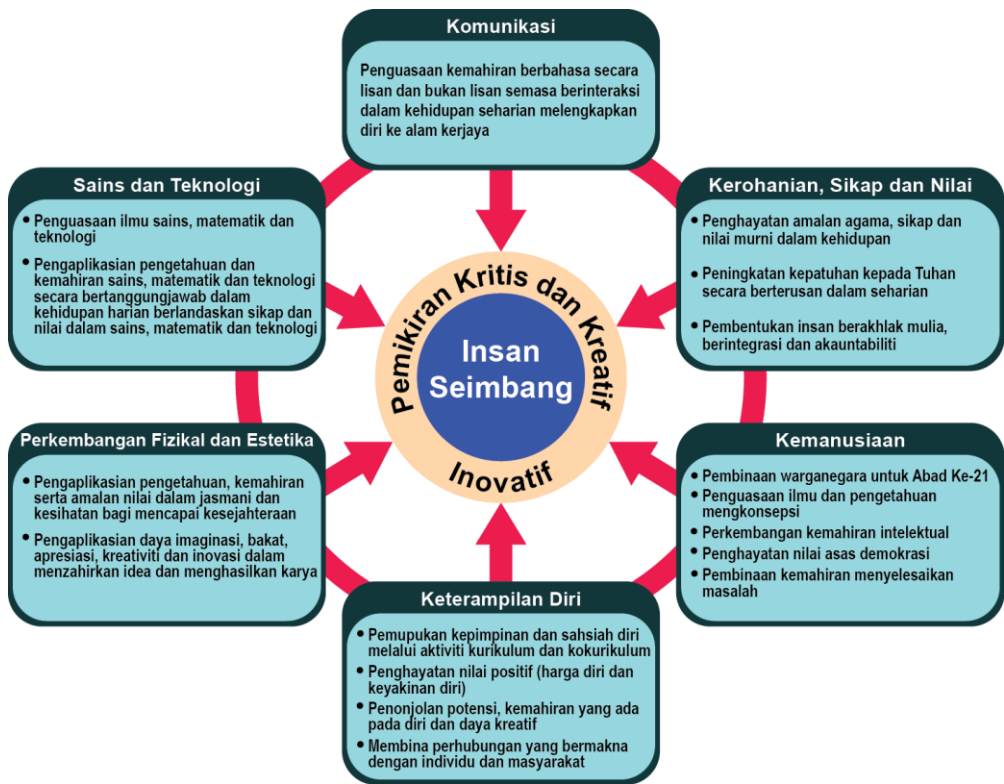 Komunikasi
Penguasaan kemahiran berbahasa secara
lisan dan bukan lisan semasa berinteraksi
dalam kehidupan seharian melengkapkan
diri ke alam kerjaya
Sains dan Teknologi
• Penguasaan ilmu sains, matematik dan
teknologi
• Pengaplikasian pengetahuan dan
kemahiran sains, matematik dan teknologi
secara bertanggungjawab dalam
kehidupan harian berlandaskan sikap dan
nilai dalam sains, matematik dan teknologi
Kerohanian, Sikap dan Nilai
• Penghayatan amalan agama, sikap dan
nilai murni dalam kehidupan
• Peningkatan kepatuhan kepada Tuhan
secara berterusan dalam seharian
• Pembentukan insan berakhlak mulia,
berintegrasi dan akauntabiliti
Pemikiran Kritis dan Kreatif
Insan
Seimbang
Inovatif
Perkembangan Fizikal dan Estetika
• Pengaplikasian pengetahuan, kemahiran
serta amalan nilai dalam jasmani dan
kesihatan bagi mencapai kesejahteraan
• Pengaplikasian daya imaginasi, bakat,
apresiasi, kreativiti dan inovasi dalam
menzahirkan idea dan menghasilkan karya
Kemanusiaan
• Pembinaan warganegara untuk Abad Ke-21
• Penguasaan ilmu dan pengetahuan
mengkonsepsi
• Perkembangan kemahiran intelektual
• Penghayatan nilai asas demokrasi
• Pembinaan kemahiran menyelesaikan
masalah
Keterampilan Diri
• Pemupukan kepimpinan dan sahsiah diri
melalui aktiviti kurikulum dan kokurikulum
• Penghayatan nilai positif (harga diri dan
keyakinan diri)
• Penonjolan potensi, kemahiran yang ada
pada diri dan daya kreatif
• Membina perhubungan yang bermakna
dengan individu dan masyarakat